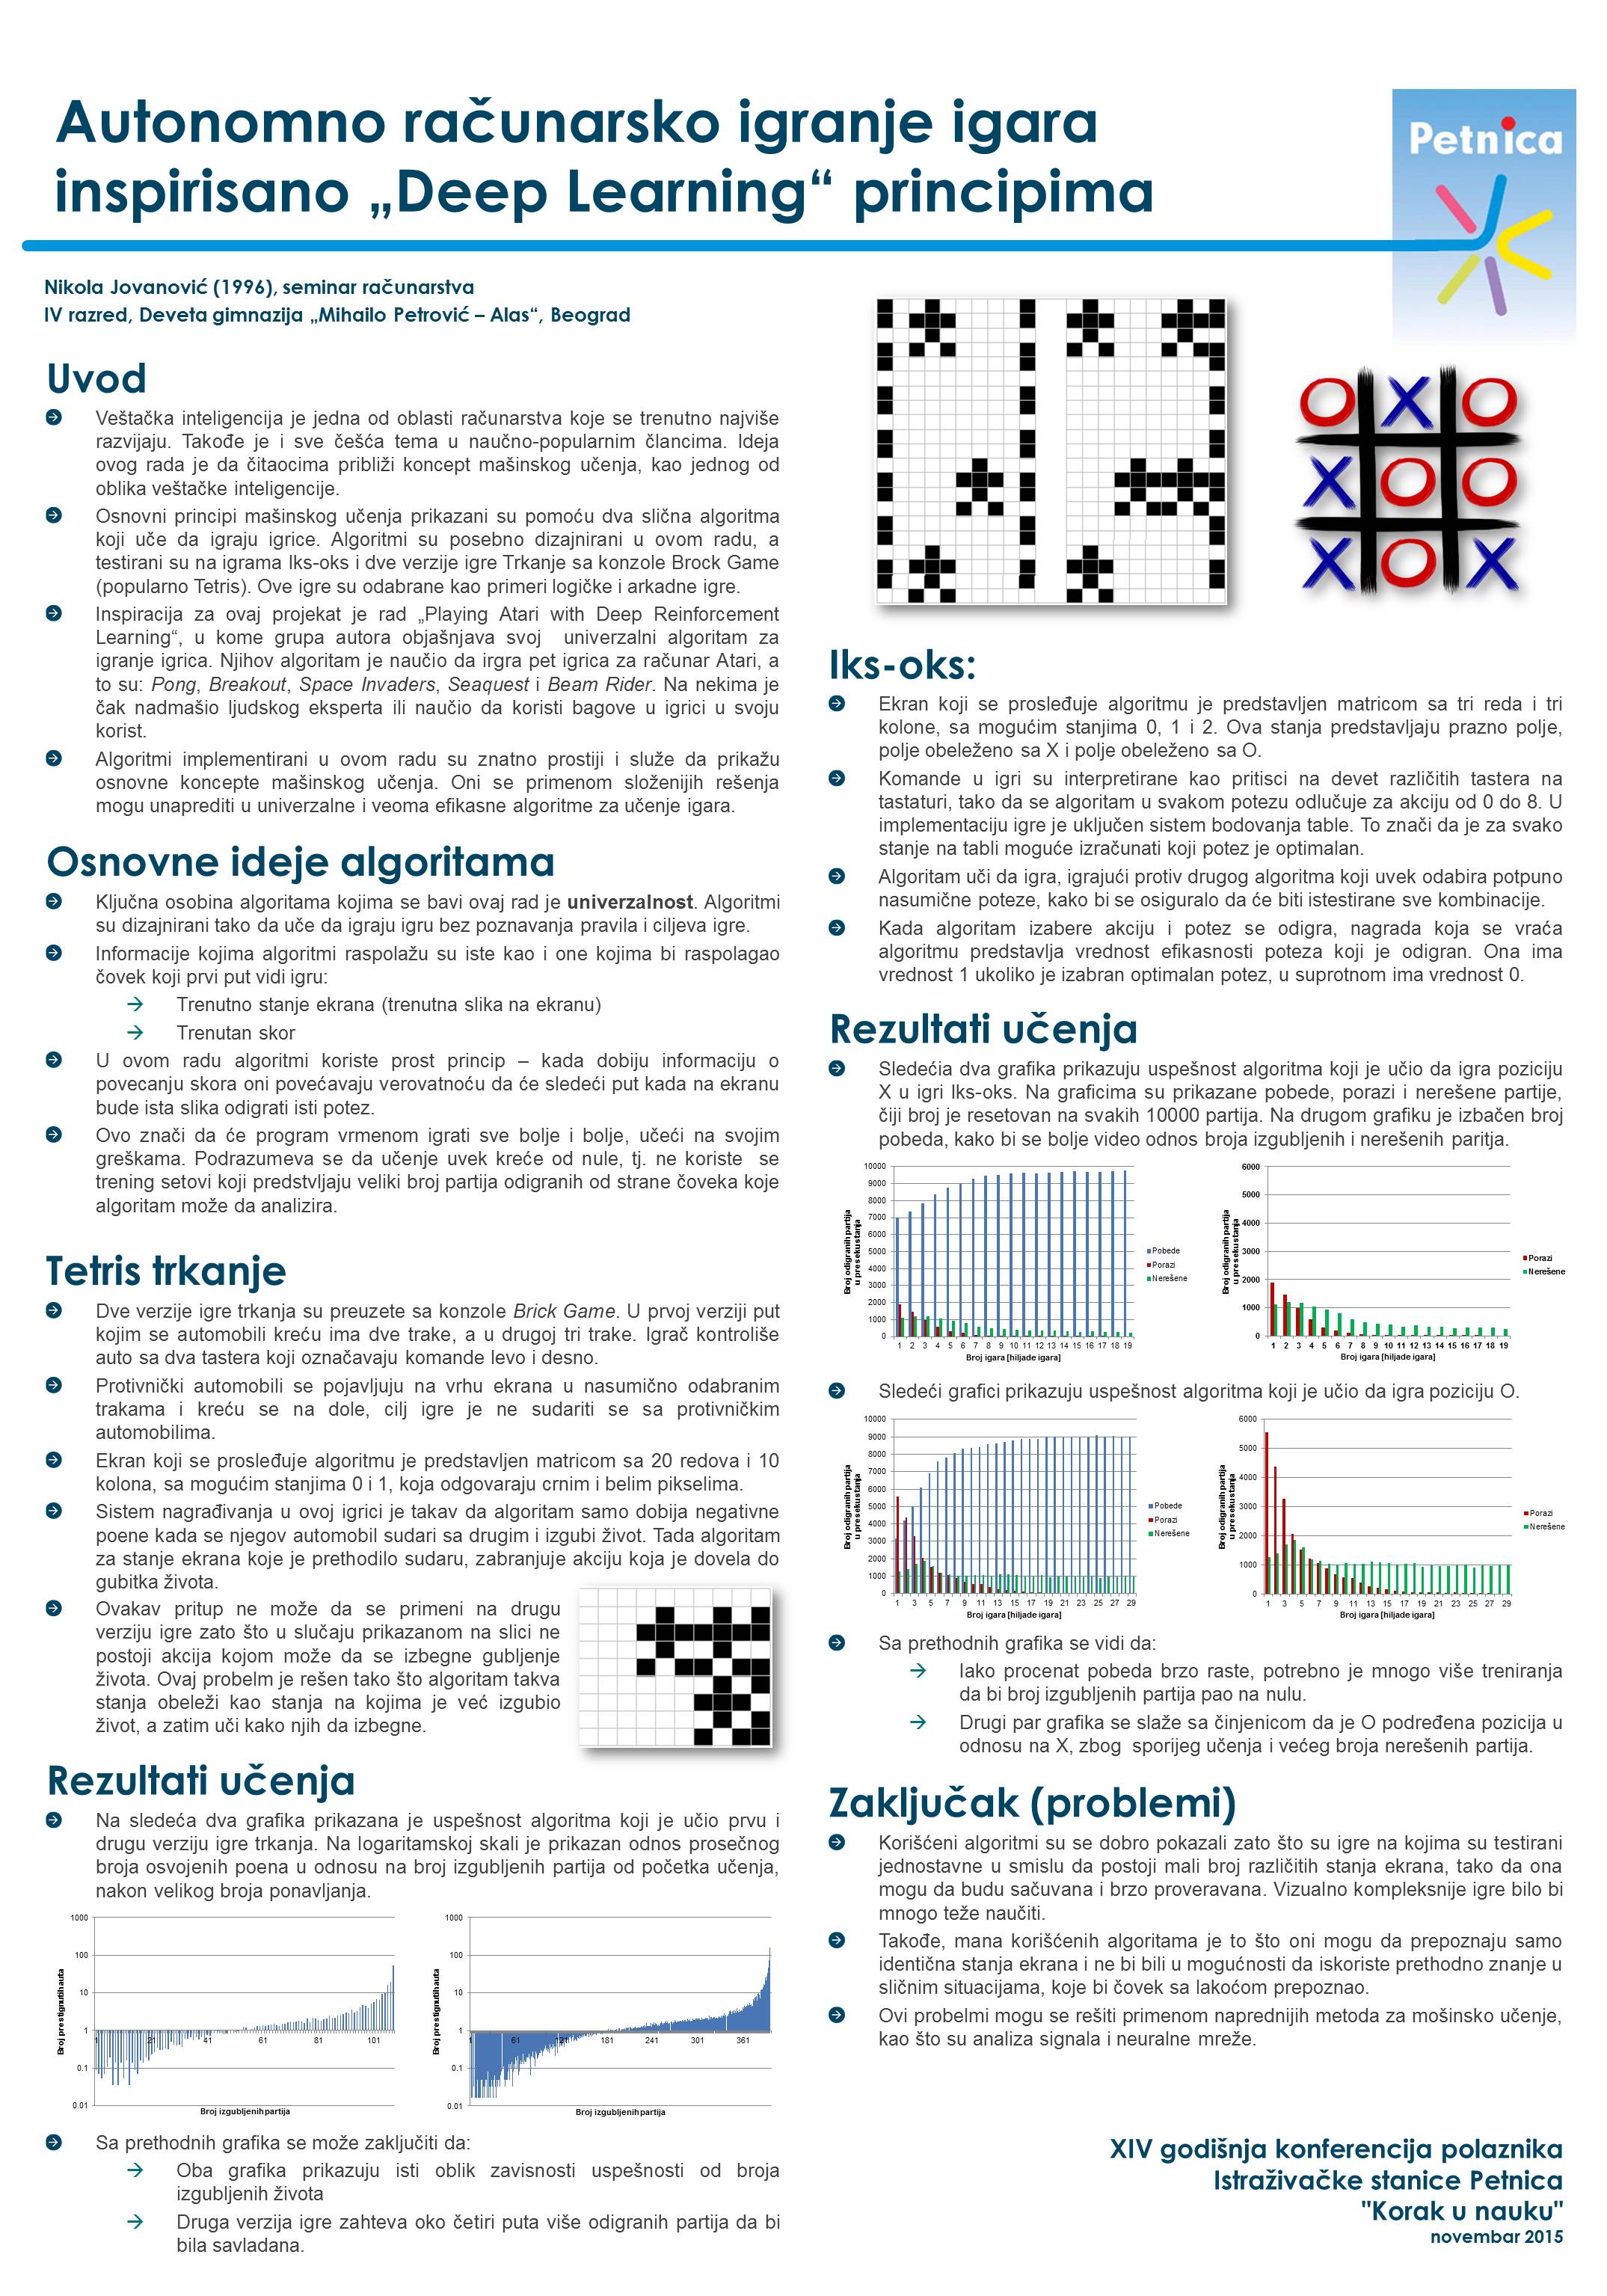 Autonomno računarsko igranje igara
inspirisano „Deep Learning“ principima
Petnica
Nikola Jovanović (1996), seminar računarstva
IV razred, Deveta gimnazija „Mihailo Petrović – Alas“, Beograd
Uvod
Veštačka inteligencija je jedna od oblasti računarstva koje se trenutno najviše
razvijaju. Takođe je i sve češća tema u naučno-popularnim člancima. Ideja
ovog rada je da čitaocima približi koncept mašinskog učenja, kao jednog od
oblika veštačke inteligencije.
Osnovni principi mašinskog učenja prikazani su pomoću dva slična algoritma
koji uče da igraju igrice. Algoritmi su posebno dizajnirani u ovom radu, a
testirani su na igrama Iks-oks i dve verzije igre Trkanje sa konzole Brock Game
(popularno Tetris). Ove igre su odabrane kao primeri logičke i arkadne igre.
Inspiracija za ovaj projekat je rad „Playing Atari with Deep Reinforcement
Learning“, u kome grupa autora objašnjava svoj univerzalni algoritam za
igranje igrica. Njihov algoritam je naučio da irgra pet igrica za računar Atari, a
to su: Pong, Breakout, Space Invaders, Seaquest i Beam Rider. Na nekima je
čak nadmašio ljudskog eksperta ili naučio da koristi bagove u igrici u svoju
korist.
Algoritmi implementirani u ovom radu su znatno prostiji i služe da prikažu
osnovne koncepte mašinskog učenja. Oni se primenom složenijih rešenja
mogu unaprediti u univerzalne i veoma efikasne algoritme za učenje igara.
Osnovne ideje algoritama
Ključna osobina algoritama kojima se bavi ovaj rad je univerzalnost. Algoritmi
su dizajnirani tako da uče da igraju igru bez poznavanja pravila i ciljeva igre.
Informacije kojima algoritmi raspolažu su iste kao i one kojima bi raspolagao
čovek koji prvi put vidi igru:
Trenutno stanje ekrana (trenutna slika na ekranu)
Trenutan skor
U ovom radu algoritmi koriste prost princip – kada dobiju informaciju o
povecanju skora oni povećavaju verovatnoću da će sledeći put kada na ekranu
bude ista slika odigrati isti potez.
Ovo znači da će program vrmenom igrati sve bolje i bolje, učeći na svojim
greškama. Podrazumeva se da učenje uvek kreće od nule, tj. ne koriste se
trening setovi koji predstvljaju veliki broj partija odigranih od strane čoveka koje
algoritam može da analizira.
Tetris trkanje
Dve verzije igre trkanja su preuzete sa konzole Brick Game. U prvoj verziji put
kojim se automobili kreću ima dve trake, a u drugoj tri trake. Igrač kontroliše
auto sa dva tastera koji označavaju komande levo i desno.
Protivnički automobili se pojavljuju na vrhu ekrana u nasumično odabranim
trakama i kreću se na dole, cilj igre je ne sudariti se sa protivničkim
automobilima.
Ekran koji se prosleđuje algoritmu je predstavljen matricom sa 20 redova i 10
kolona, sa mogućim stanjima 0 i 1, koja odgovaraju crnim i belim pikselima.
Sistem nagrađivanja u ovoj igrici je takav da algoritam samo dobija negativne
poene kada se njegov automobil sudari sa drugim i izgubi život. Tada algoritam
za stanje ekrana koje je prethodilo sudaru, zabranjuje akciju koja je dovela do
gubitka života.
Ovakav pritup ne može da se primeni na drugu
verziju igre zato što u slučaju prikazanom na slici ne
postoji akcija kojom može da se izbegne gubljenje
života. Ovaj probelm je rešen tako što algoritam takva
stanja obeleži kao stanja na kojima je već izgubio
život, a zatim uči kako njih da izbegne.
Rezultati učenja
Na sledeća dva grafika prikazana je uspešnost algoritma koji je učio prvu i
drugu verziju igre trkanja. Na logaritamskoj skali je prikazan odnos prosečnog
broja osvojenih poena u odnosu na broj izgubljenih partija od početka učenja,
nakon velikog broja ponavljanja.
1000
100
10
1
0.1
0.01
Broj prestignutih auta
1 21 41 61 81 101
Broj izgubljenih partija
1000
100
10
1
0.1
0.01
Broj prestignutih auta
1 61 121 181 241 301 361
Broj izgubljenih partija
Sa prethodnih grafika se može zaključiti da:
Oba grafika prikazuju isti oblik zavisnosti uspešnosti od broja
izgubljenih života
Druga verzija igre zahteva oko četiri puta više odigranih partija da bi
bila savladana.
Iks-oks:
Ekran koji se prosleđuje algoritmu je predstavljen matricom sa tri reda i tri
kolone, sa mogućim stanjima 0, 1 i 2. Ova stanja predstavljaju prazno polje,
polje obeleženo sa X i polje obeleženo sa O.
Komande u igri su interpretirane kao pritisci na devet različitih tastera na
tastaturi, tako da se algoritam u svakom potezu odlučuje za akciju od 0 do 8. U
implementaciju igre je uključen sistem bodovanja table. To znači da je za svako
stanje na tabli moguće izračunati koji potez je optimalan.
Algoritam uči da igra, igrajući protiv drugog algoritma koji uvek odabira potpuno
nasumične poteze, kako bi se osiguralo da će biti istestirane sve kombinacije.
Kada algoritam izabere akciju i potez se odigra, nagrada koja se vraća
algoritmu predstavlja vrednost efikasnosti poteza koji je odigran. Ona ima
vrednost 1 ukoliko je izabran optimalan potez, u suprotnom ima vrednost 0.
Rezultati učenja
Sledećia dva grafika prikazuju uspešnost algoritma koji je učio da igra poziciju
X u igri Iks-oks. Na graficima su prikazane pobede, porazi i nerešene partije,
čiji broj je resetovan na svakih 10000 partija. Na drugom grafiku je izbačen broj
pobeda, kako bi se bolje video odnos broja izgubljenih i nerešenih paritja.
10000
9000
8000
7000
6000
5000
4000
3000
2000
1000
0
Broj odigranih partija
u preseku stanja
1 2 3 4 5 6 7 8 9 10 11 12 13 14 15 16 17 18 19
Broj igara [hiljade igara]
Pobede
Porazi
Nerešene
6000
5000
4000
3000
2000
1000
0
Broj odigranih partija
u preseku stanja
1 2 3 4 5 6 7 8 9 10 11 12 13 14 15 16 17 18 19
Broj igara [hiljade igara]
Porazi
Nerešene
Sledeći grafici prikazuju uspešnost algoritma koji je učio da igra poziciju O.
10000
9000
8000
7000
6000
5000
4000
3000
2000
1000
0
Broj odigranih partija
u preseku stanja
1 3 5 7 9 11 13 15 17 19 21 23 25 27 29
Broj igara [hiljade igara]
Pobede
Porazi
Nerešene
6000
5000
4000
3000
2000
1000
0
Broj odigranih partija
u preseku stanja
1 3 5 7 9 11 13 15 17 19 21 23 25 27 29
Broj igara [hiljade igara]
Porazi
Nerešene
Sa prethodnih grafika se vidi da:
Iako procenat pobeda brzo raste, potrebno je mnogo više treniranja
da bi broj izgubljenih partija pao na nulu.
Drugi par grafika se slaže sa činjenicom da je O podređena pozicija u
odnosu na X, zbog sporijeg učenja i većeg broja nerešenih partija.
Zaključak (problemi)
Korišćeni algoritmi su se dobro pokazali zato što su igre na kojima su testirani
jednostavne u smislu da postoji mali broj različitih stanja ekrana, tako da ona
mogu da budu sačuvana i brzo proveravana. Vizualno kompleksnije igre bilo bi
mnogo teže naučiti.
Takođe, mana korišćenih algoritama je to što oni mogu da prepoznaju samo
identična stanja ekrana i ne bi bili u mogućnosti da iskoriste prethodno znanje u
sličnim situacijama, koje bi čovek sa lakoćom prepoznao.
Ovi probelmi mogu se rešiti primenom naprednijih metoda za mošinsko učenje,
kao što su analiza signala i neuralne mreže.
XIV godišnja konferencija polaznika
Istraživačke stanice Petnica
"Korak u nauku"
novembar 2015